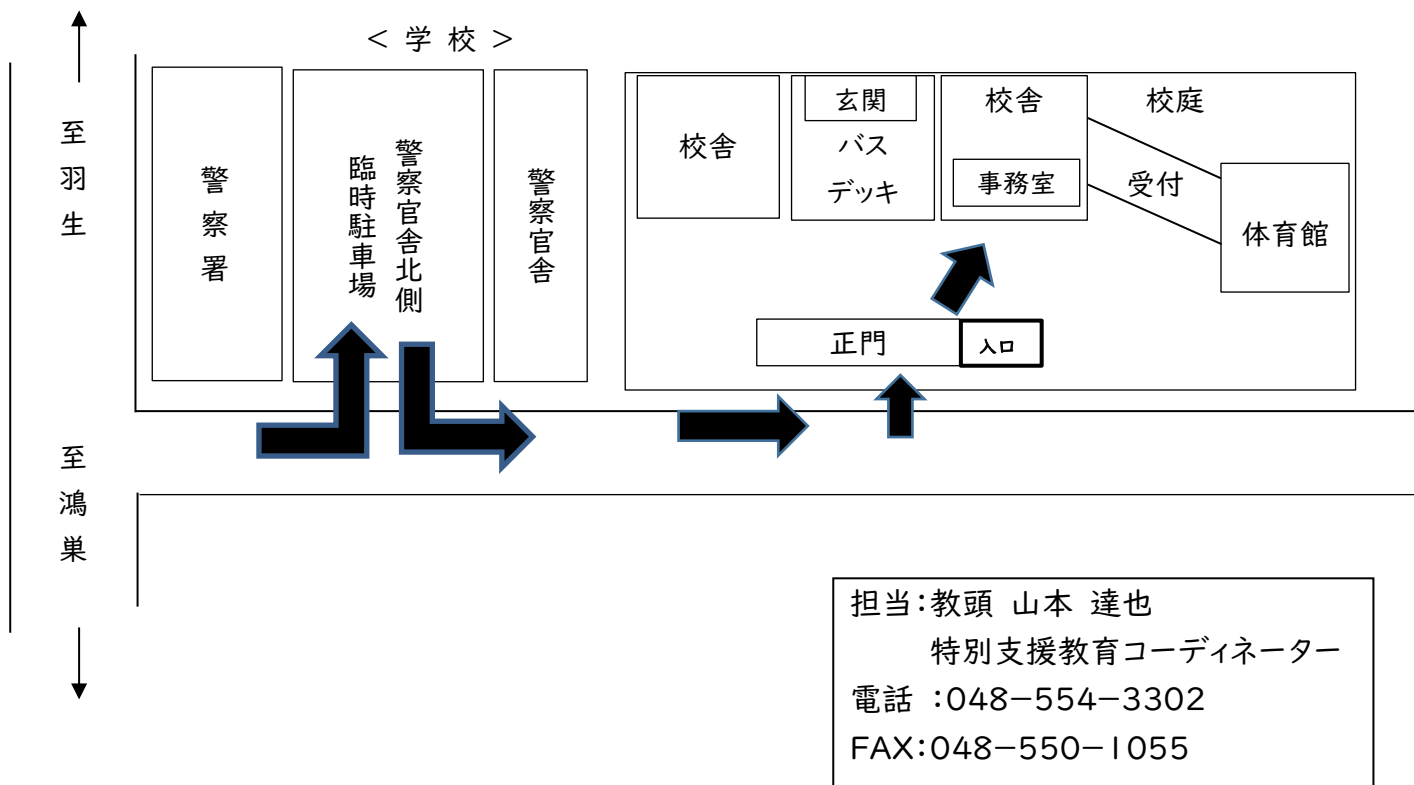 ＜ 学 校 ＞
至羽生
至鴻巣
警察署
警察官舎北側
臨時駐車場
警察官舎
校舎
玄関
バス
デッキ
校舎
事務室
校庭
受付
体育館
正門
入口
担当：教頭 山本 達也
特別支援教育コーディネーター
電話 ：048－554－3302
FAX：048－550－1055